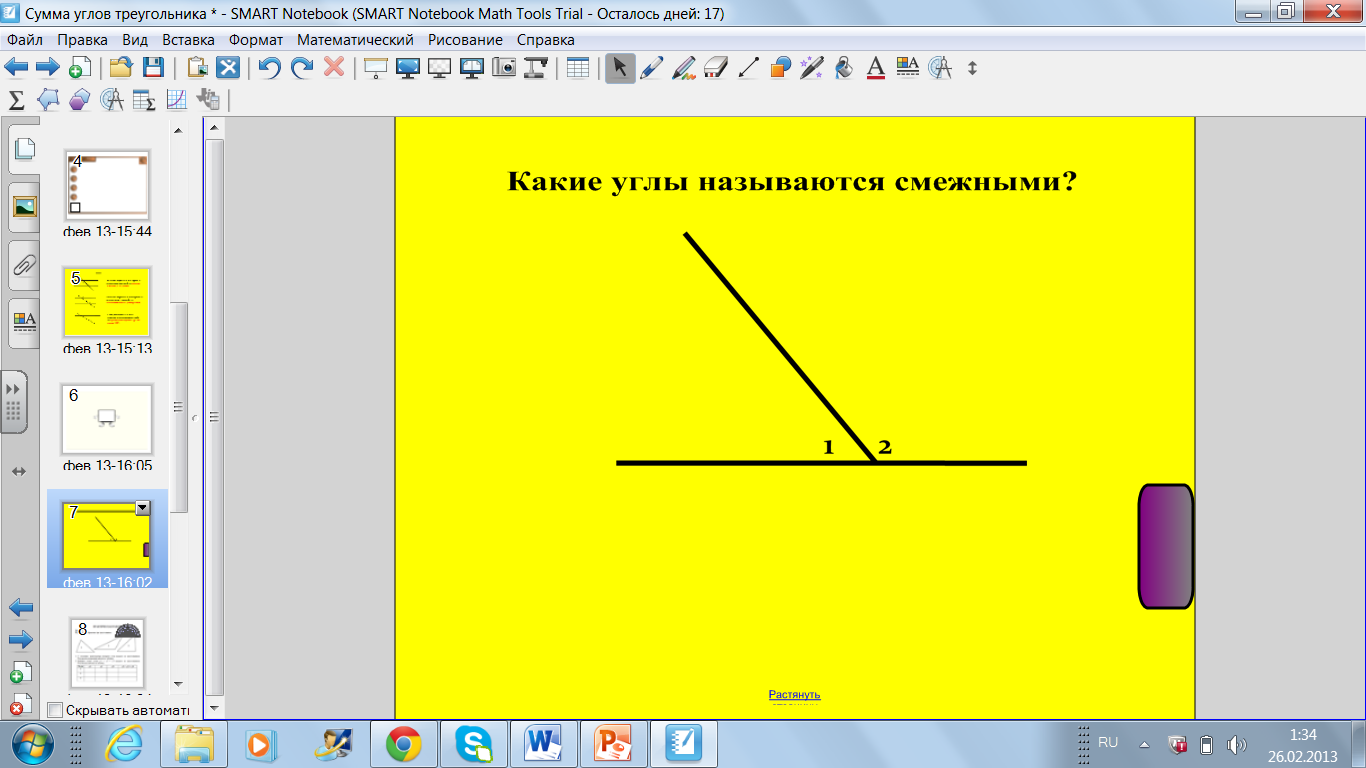 Сумма углов треугольника * - SMART Notebook (SMART Notebook Math Tools Trial - Осталось дней: 17)
Файл Правка Вид Вставка Формат Математический Рисование Справка
4
фев 13-15:44
5
фев 13-15:13
6
фев 13-16:05
7
фев 13-16:02
8
Скрывать автомат
Какие углы называются смежными?
1 2
Растянуть
RU
1:34
26.02.2013